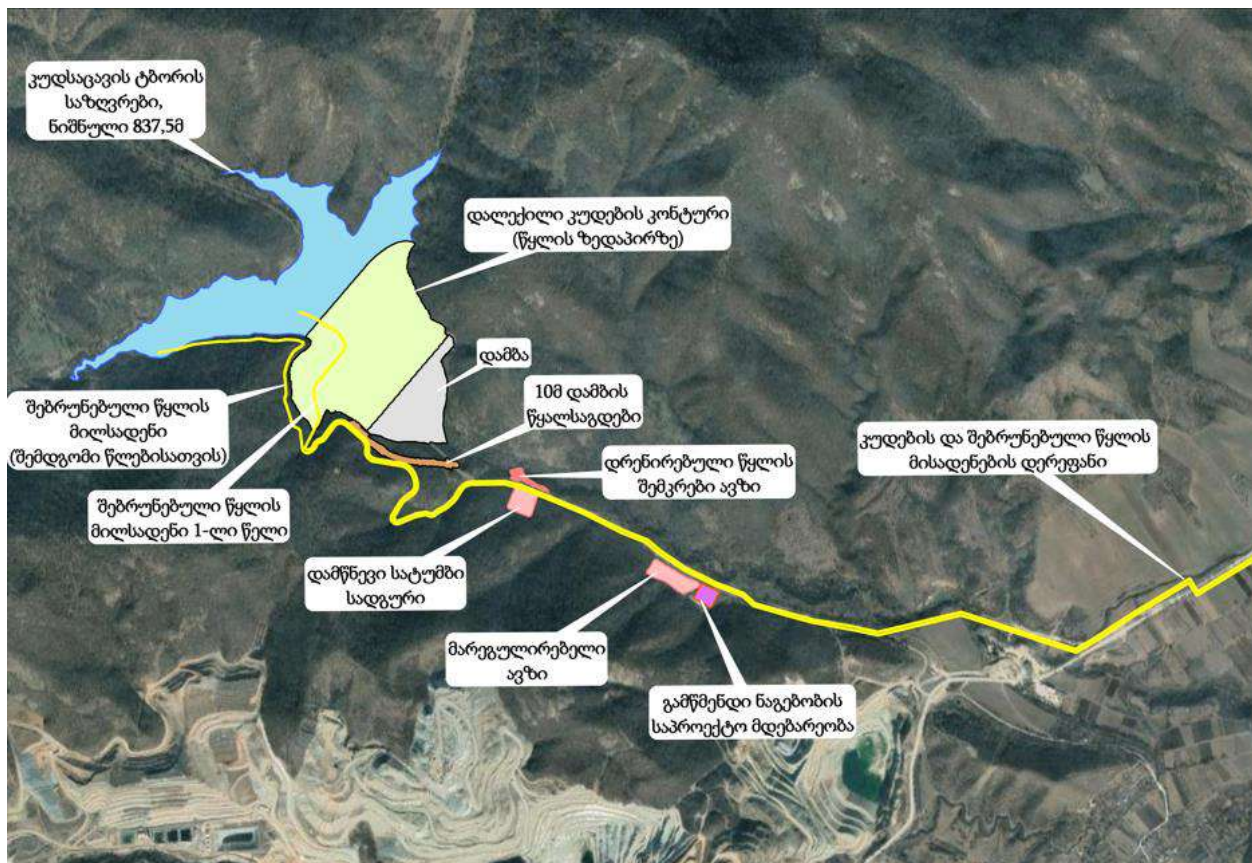 კუდსაცავის ტბორის
საზღვრები,
ნიშნული 837,5მ
დალექილი კუდების კონტური
(წყლის ზედაპირზე)
დამბა
10მ დამბის
წყალსაგდები
შებრუნებული წყლის
მილსადენი
(შემდგომი წლებისათვის)
შებრუნებული წყლის
მილსადენი 1-ლი წელი
დრენირებული წყლის
შემკრები ავზი
კუდების და შებრუნებული წყლის
მისადენების დერეფანი
დამწნევი სატუმბი
სადგური
მარეგულირებელი
ავზი
გამწმენდი ნაგებობის
საპროექტო მდებარეობა